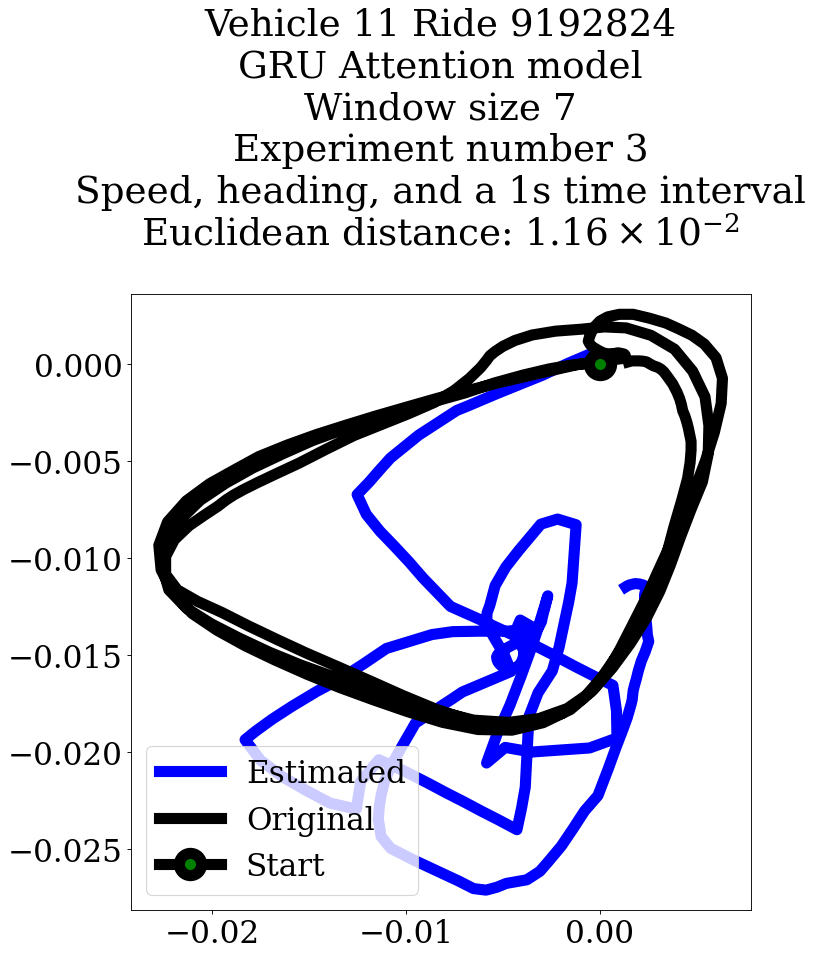 Vehicle 11 Ride 9192824
GRU Attention model
Window size 7
Experiment number 3
Speed, heading, and a 1s time interval
Euclidean distance: 1.16 × 10⁻²
0.000
−0.005
−0.010
−0.015
−0.020
−0.025
Estimated
Original
Start
−0.02
−0.01
0.00